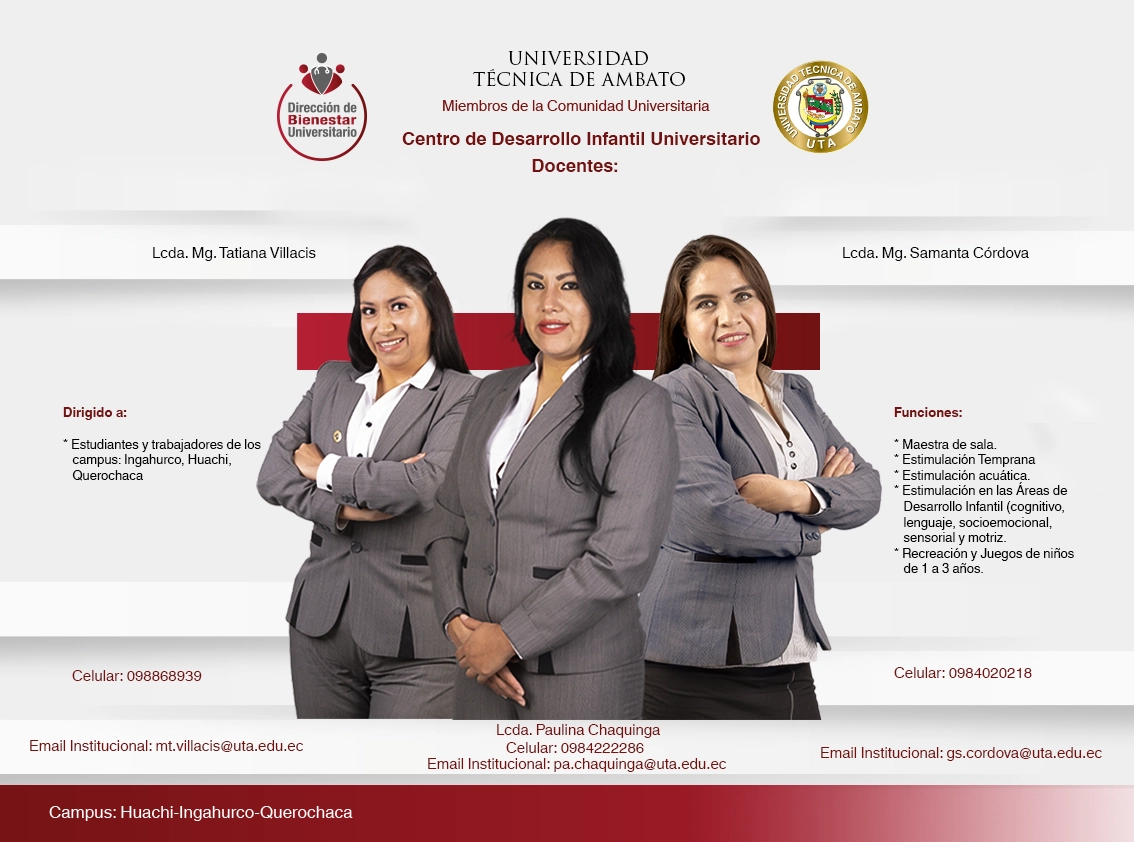 UNIVERSIDAD
TÉCNICA DE AMBATO
Miembros de la Comunidad Universitaria
Centro de Desarrollo Infantil Universitario
Docentes:
Dirección de
Bienestar
Universitario
UNIVERSIDAD TECNICA DE AMBATO
UTA
Lcda. Mg. Tatiana Villacis
Lcda. Mg. Samanta Córdova
Dirigido a:
* Estudiantes y trabajadores de los
campus: Ingahurco, Huachi,
Querochaca
Funciones:
* Maestra de sala.
* Estimulación Temprana
* Estimulación acuática.
* Estimulación en las Áreas de
Desarrollo Infantil (cognitivo,
lenguaje, socioemocional,
sensorial y motriz.
* Recreación y Juegos de niños
de 1 a 3 años.
Celular: 098868939
Email Institucional: mt.villacis@uta.edu.ec
Lcda. Paulina Chaquinga
Celular: 0984222286
Email Institucional: pa.chaquinga@uta.edu.ec
Celular: 0984020218
Email Institucional: gs.cordova@uta.edu.ec
Campus: Huachi-Ingahurco-Querochaca